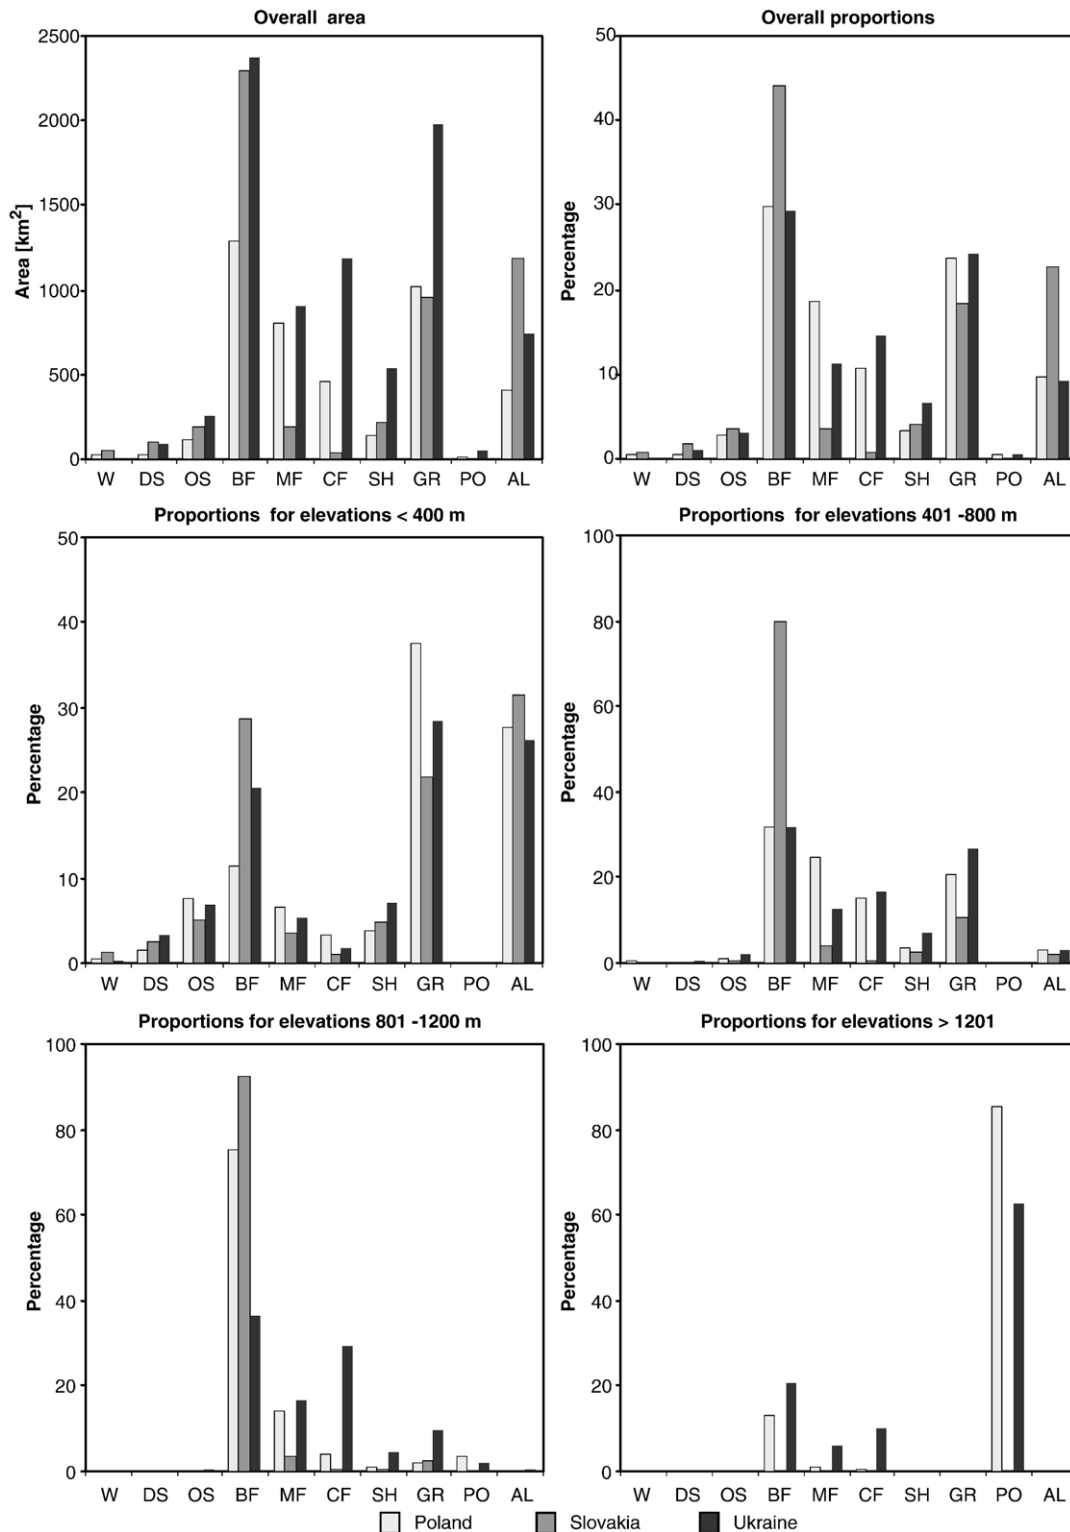 Overall area
2500
2000
1500
1000
500
0
Area [km²]
W DS OS BF MF CF SH GR PO AL
Overall proportions
50
40
30
20
10
0
Percentage
W DS OS BF MF CF SH GR PO AL
Proportions for elevations < 400 m
50
40
30
20
10
0
Percentage
W DS OS BF MF CF SH GR PO AL
Proportions for elevations 401 -800 m
100
80
60
40
20
0
Percentage
W DS OS BF MF CF SH GR PO AL
Proportions for elevations 801 -1200 m
100
80
60
40
20
0
Percentage
W DS OS BF MF CF SH GR PO AL
Proportions for elevations > 1201
100
80
60
40
20
0
Percentage
W DS OS BF MF CF SH GR PO AL
Poland Slovakia Ukraine